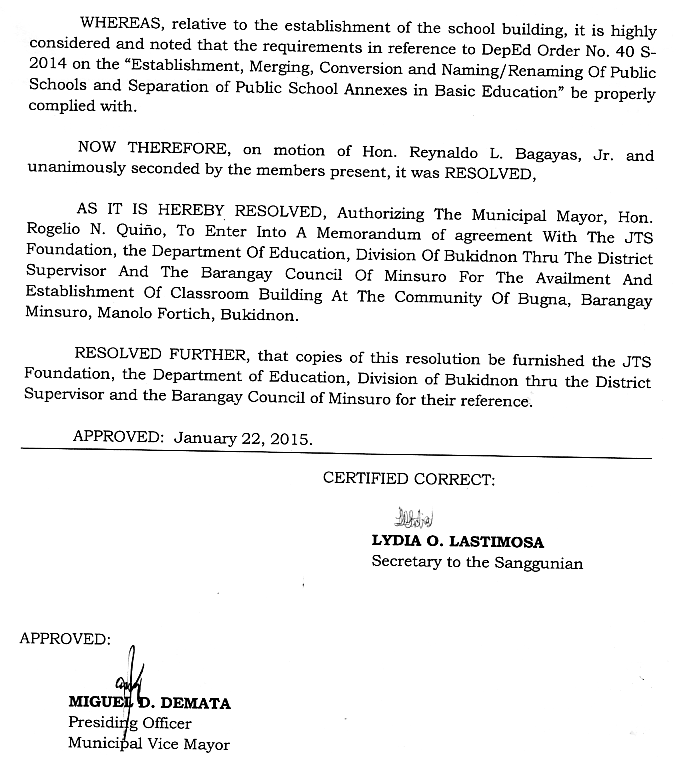 WHEREAS, relative to the establishment of the school building, it is highly
considered and noted that the requirements in reference to DepEd Order No. 40 S-
2014 on the "Establishment, Merging, Conversion and Naming/Renaming Of Public
Schools and Separation of Public School Annexes in Basic Education" be properly
complied with.
NOW THEREFORE, on motion of Hon. Reynaldo L. Bagayas, Jr. and
unanimously seconded by the members present, it was RESOLVED,
AS IT IS HEREBY RESOLVED, Authorizing The Municipal Mayor, Hon.
Rogelio N. Quiño, To Enter Into A Memorandum of agreement With The JTS
Foundation, the Department Of Education, Division Of Bukidnon Thru The District
Supervisor And The Barangay Council Of Minsuro For The Availment And
Establishment Of Classroom Building At The Community Of Bugna, Barangay
Minsuro, Manolo Fortich, Bukidnon.
RESOLVED FURTHER, that copies of this resolution be furnished the JTS
Foundation, the Department of Education, Division of Bukidnon thru the District
Supervisor and the Barangay Council of Minsuro for their reference.
APPROVED: January 22, 2015.
CERTIFIED CORRECT:
LYDIA O. LASTIMOSA
Secretary to the Sanggunian
APPROVED:
MIGUEL D. DEMATA
Presiding Officer
Municipal Vice Mayor